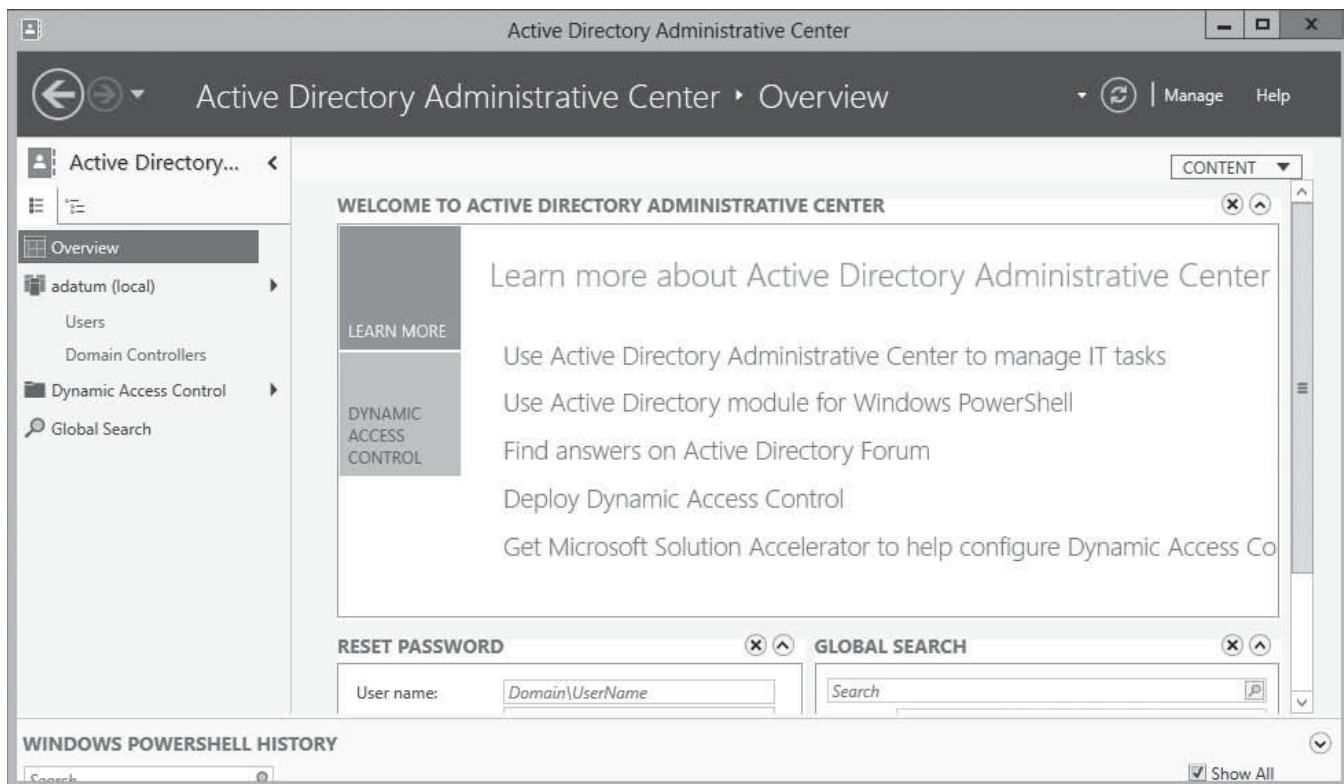 Active Directory Administrative Center
Active Directory Administrative Center ‣ Overview
Manage Help
Active Directory...
CONTENT
Overview
adatum (local)
Users
Domain Controllers
Dynamic Access Control
Global Search
WELCOME TO ACTIVE DIRECTORY ADMINISTRATIVE CENTER
LEARN MORE
DYNAMIC
ACCESS
CONTROL
Learn more about Active Directory Administrative Center
Use Active Directory Administrative Center to manage IT tasks
Use Active Directory module for Windows PowerShell
Find answers on Active Directory Forum
Deploy Dynamic Access Control
Get Microsoft Solution Accelerator to help configure Dynamic Access Co
RESET PASSWORD
User name: Domain\UserName
GLOBAL SEARCH
Search
WINDOWS POWERSHELL HISTORY
Search
Show All